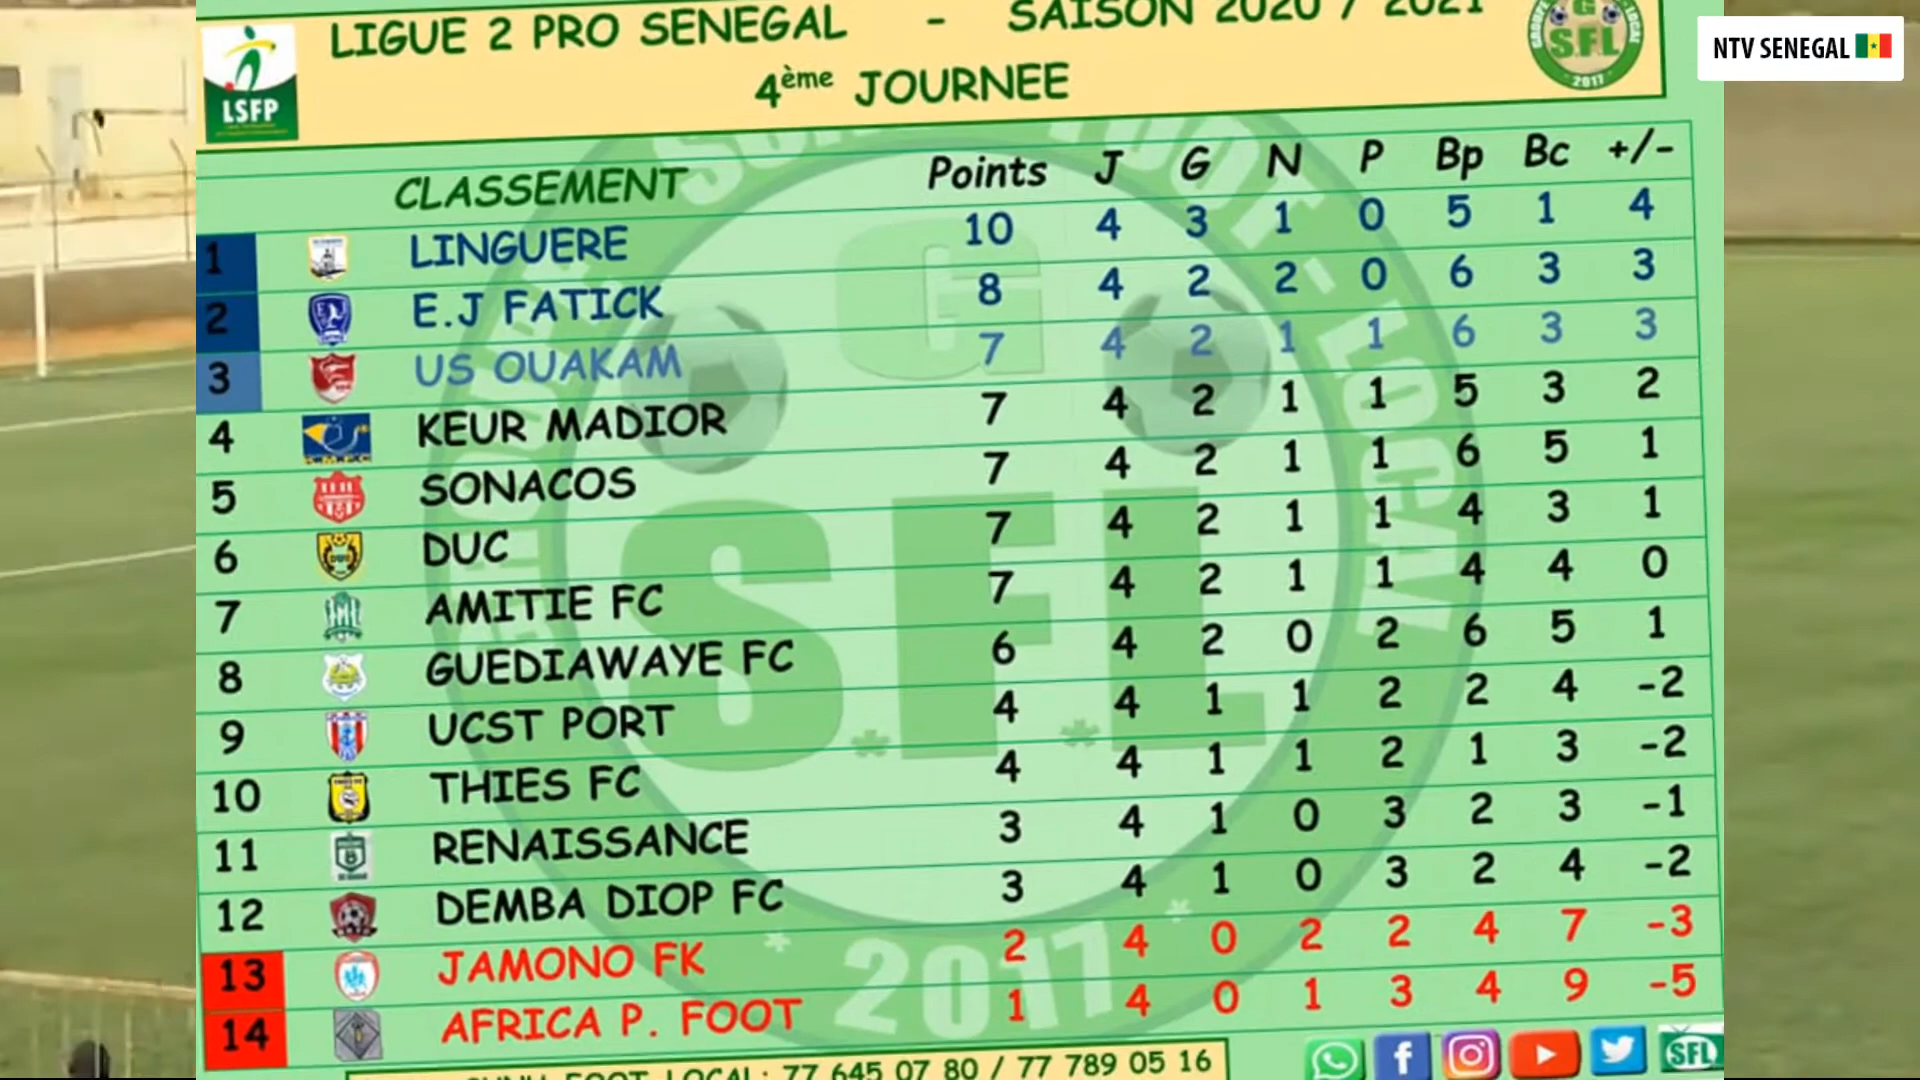 LIGUE 2 PRO SENEGAL - SAISON 2020 / 2021
4ème JOURNEE
LSFP
S.F.L
2017
NTV SENEGAL
CLASSEMENT Points J G N P Bp Bc +/-
1 LINGUERE 10 4 3 1 0 5 1 4
2 E.J FATICK 8 4 2 2 0 6 3 3
3 US OUAKAM 7 4 2 1 1 6 3 3
4 KEUR MADIOR 7 4 2 1 1 5 3 2
5 SONACOS 7 4 2 1 1 6 5 1
6 DUC 7 4 2 1 1 4 3 1
7 AMITIE FC 7 4 2 1 1 4 4 0
8 GUEDIAWAYE FC 6 4 2 0 2 6 5 1
9 UCST PORT 4 4 1 1 2 2 4 -2
10 THIES FC 4 4 1 1 2 1 3 -2
11 RENAISSANCE 3 4 1 0 3 2 3 -1
12 DEMBA DIOP FC 3 4 1 0 3 2 4 -2
13 JAMONO FK 2 4 0 2 2 4 7 -3
14 AFRICA P. FOOT 1 4 0 1 3 4 9 -5
G
S.F.L
FOOT-LOCAL
2017
FOOT LOCAL: 77 645 07 80 / 77 789 05 16
SFL